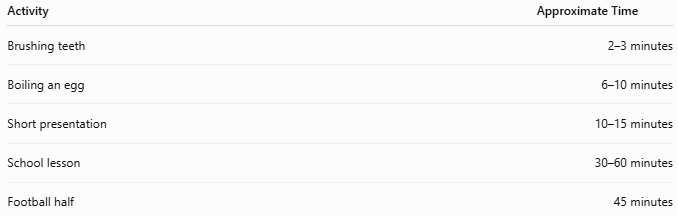 Activity Approximate Time
Brushing teeth 2–3 minutes
Boiling an egg 6–10 minutes
Short presentation 10–15 minutes
School lesson 30–60 minutes
Football half 45 minutes